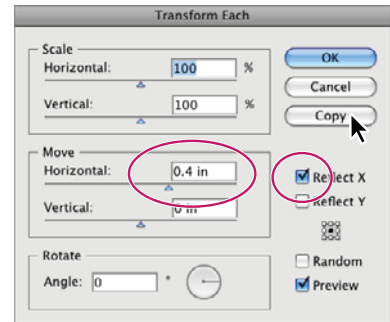 Transform Each
Scale
Horizontal: 100 %
Vertical: 100 %
OK
Cancel
Copy
Move
Horizontal: 0.4 in
Vertical: 0 in
Reflect X
Reflect Y
Rotate
Angle: 0 °
Random
Preview